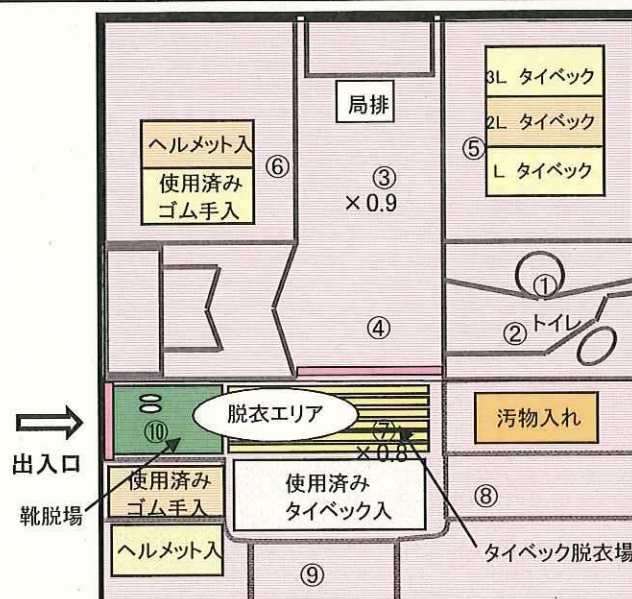 局排
3L タイベック
2L タイベック
L タイベック
⑤
ヘルメット入
使用済み
ゴム手入
⑥
③
×0.9
①
トイレ
②
④
出入口
⑩
脱衣エリア
⑦
×0.8
汚物入れ
靴脱場
使用済み
ゴム手入
使用済み
タイベック入
⑧
ヘルメット入
タイベック脱衣場
⑨